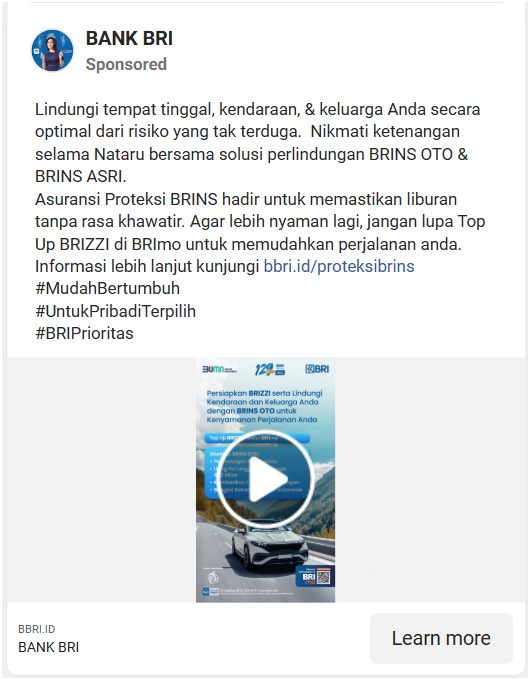 BANK BRI
Sponsored
Lindungi tempat tinggal, kendaraan, & keluarga Anda secara
optimal dari risiko yang tak terduga.  Nikmati ketenangan
selama Nataru bersama solusi perlindungan BRINS OTO &
BRINS ASRI.
Asuransi Proteksi BRINS hadir untuk memastikan liburan
tanpa rasa khawatir. Agar lebih nyaman lagi, jangan lupa Top
Up BRIZZI di BRImo untuk memudahkan perjalanan anda.
Informasi lebih lanjut kunjungi bbri.id/proteksibrins
#MudahBertumbuh
#UntukPribadiTerpilih
#BRIPrioritas
BUMN
129
BRI
Persiapkan BRIZZI serta Lindungi
Kendaraan dan Keluarga Anda
dengan BRINS OTO untuk
Kenyamanan Perjalanan Anda
Top Up
BRI
BBRI.ID
BANK BRI
Learn more